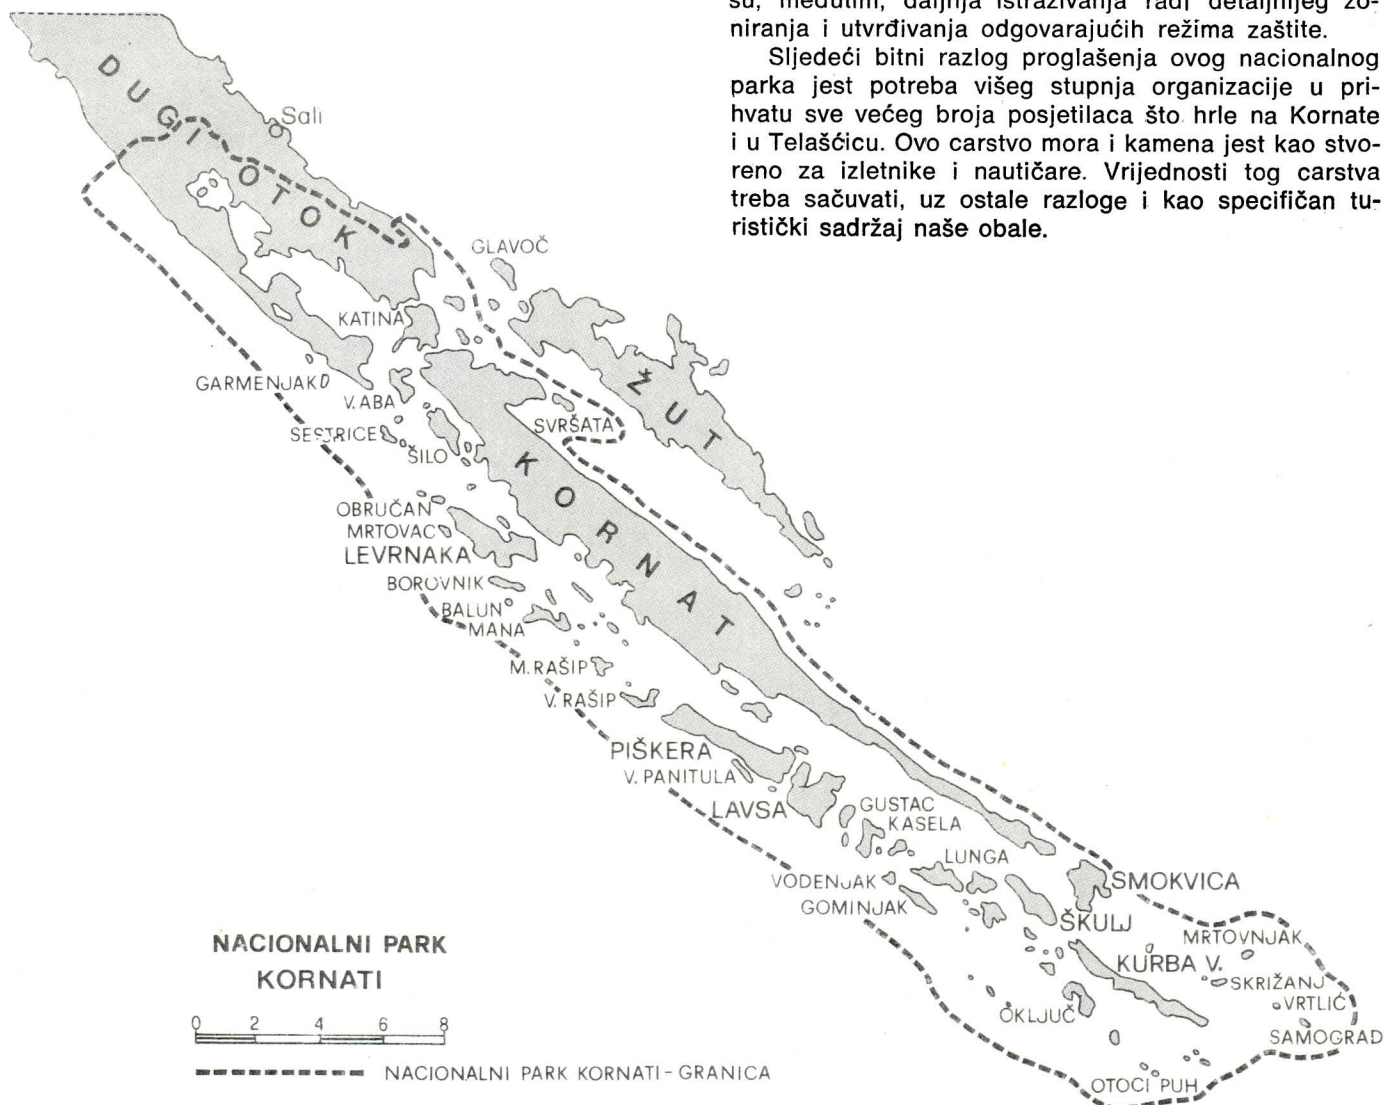 su, međutim, daljnja istraživanja radi detaljnijeg zo-
niranja i utvrđivanja odgovarajućih režima zaštite.
Sljedeći bitni razlog proglašenja ovog nacionalnog
parka jest potreba višeg stupnja organizacije u pri-
hvatu sve većeg broja posjetilaca što hrle na Kornate
i u Telašćicu. Ovo carstvo mora i kamena jest kao stvo-
reno za izletnike i nautičare. Vrijednosti tog carstva
treba sačuvati, uz ostale razloge i kao specifičan tu-
ristički sadržaj naše obale.
DUGI OTOK
Sali
GLAVOČ
KATINA
GARMENJAK
V. ABA
ŽUT
SVRŠATA
SESTRICE
ŠILO
KORNAT
OBRUČAN
MRTOVAC
LEVRNAKA
BOROVNIK
BALUN
MANA
M. RAŠIP
V. RAŠIP
PIŠKERA
V. PANITULA
LAVSA
GUSTAC
KASELA
LUNGA
VODENJAK
GOMINJAK
SMOKVICA
ŠKULJ
MRTOVNJAK
KURBA V.
SKRIŽANJ
VRTLIĆ
OKLJUČ
SAMOGRAD
OTOCI PUH
NACIONALNI PARK
KORNATI
0 2 4 6 8
NACIONALNI PARK KORNATI-GRANICA